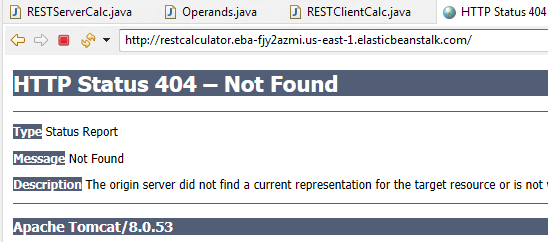 RESTServerCalc.java Operands.java RESTClientCalc.java HTTP Status 404
http://restcalculator.eba-fjy2azmi.us-east-1.elasticbeanstalk.com/
HTTP Status 404 – Not Found
Type Status Report
Message Not Found
Description The origin server did not find a current representation for the target resource or is not
Apache Tomcat/8.0.53